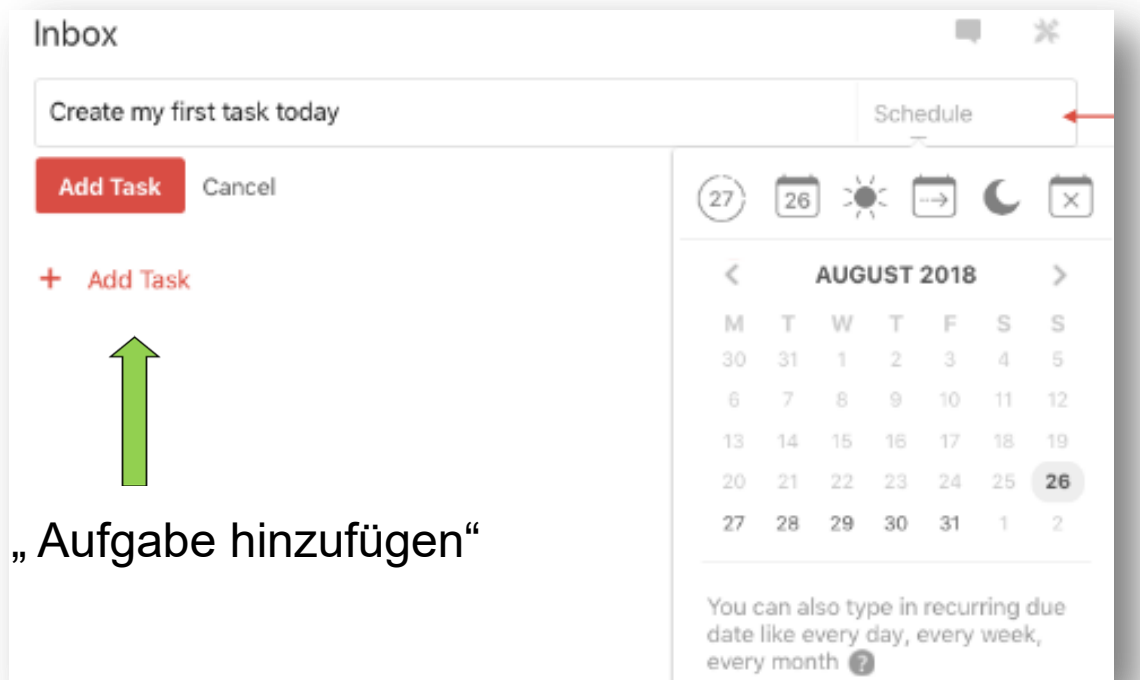 Inbox
Create my first task today
Schedule
Add Task
Cancel
27
26
+ Add Task
< AUGUST 2018 >
M T W T F S S
30 31 1 2 3 4 5
6 7 8 9 10 11 12
13 14 15 16 17 18 19
20 21 22 23 24 25 26
27 28 29 30 31 1 2
„ Aufgabe hinzufügen“
You can also type in recurring due
date like every day, every week,
every month ?